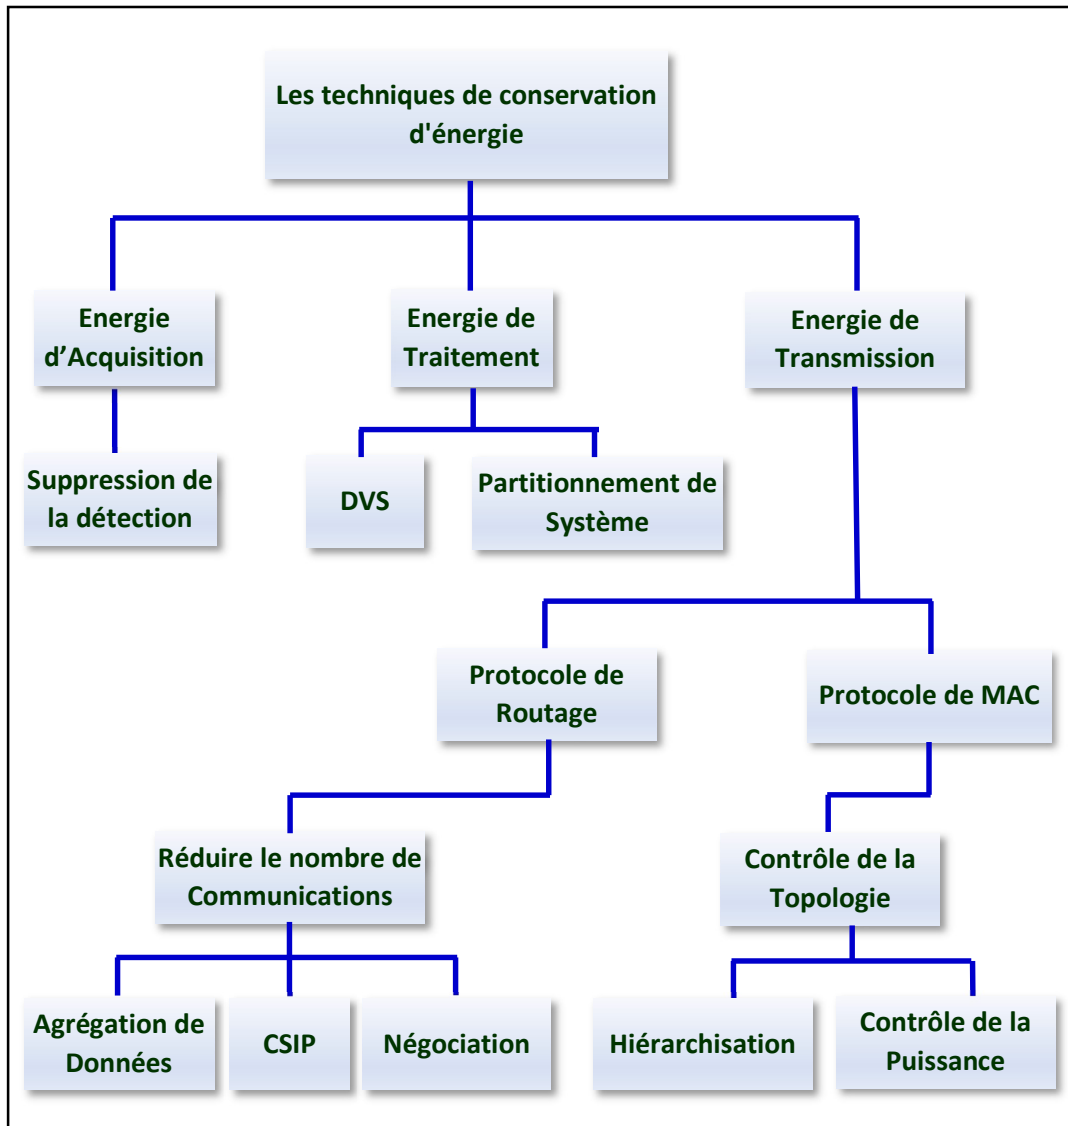 Les techniques de conservation
d'énergie
Energie
d’Acquisition
Energie de
Traitement
Energie de
Transmission
Suppression de
la détection
DVS
Partitionnement de
Système
Protocole de
Routage
Protocole de MAC
Réduire le nombre de
Communications
Contrôle de la
Topologie
Agrégation de
Données
CSIP
Négociation
Hiérarchisation
Contrôle de la
Puissance